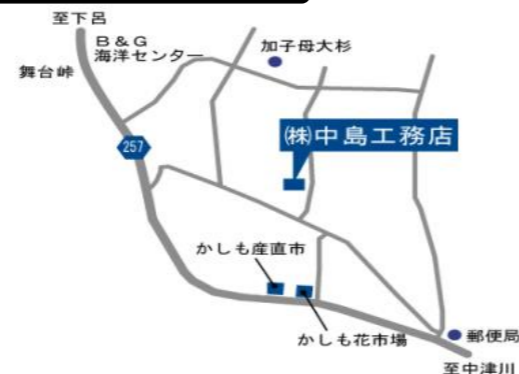 至下呂
B&G
海洋センター
舞台峠
加子母大杉
257
㈱中島工務店
かしも産直市
かしも花市場
郵便局
至中津川